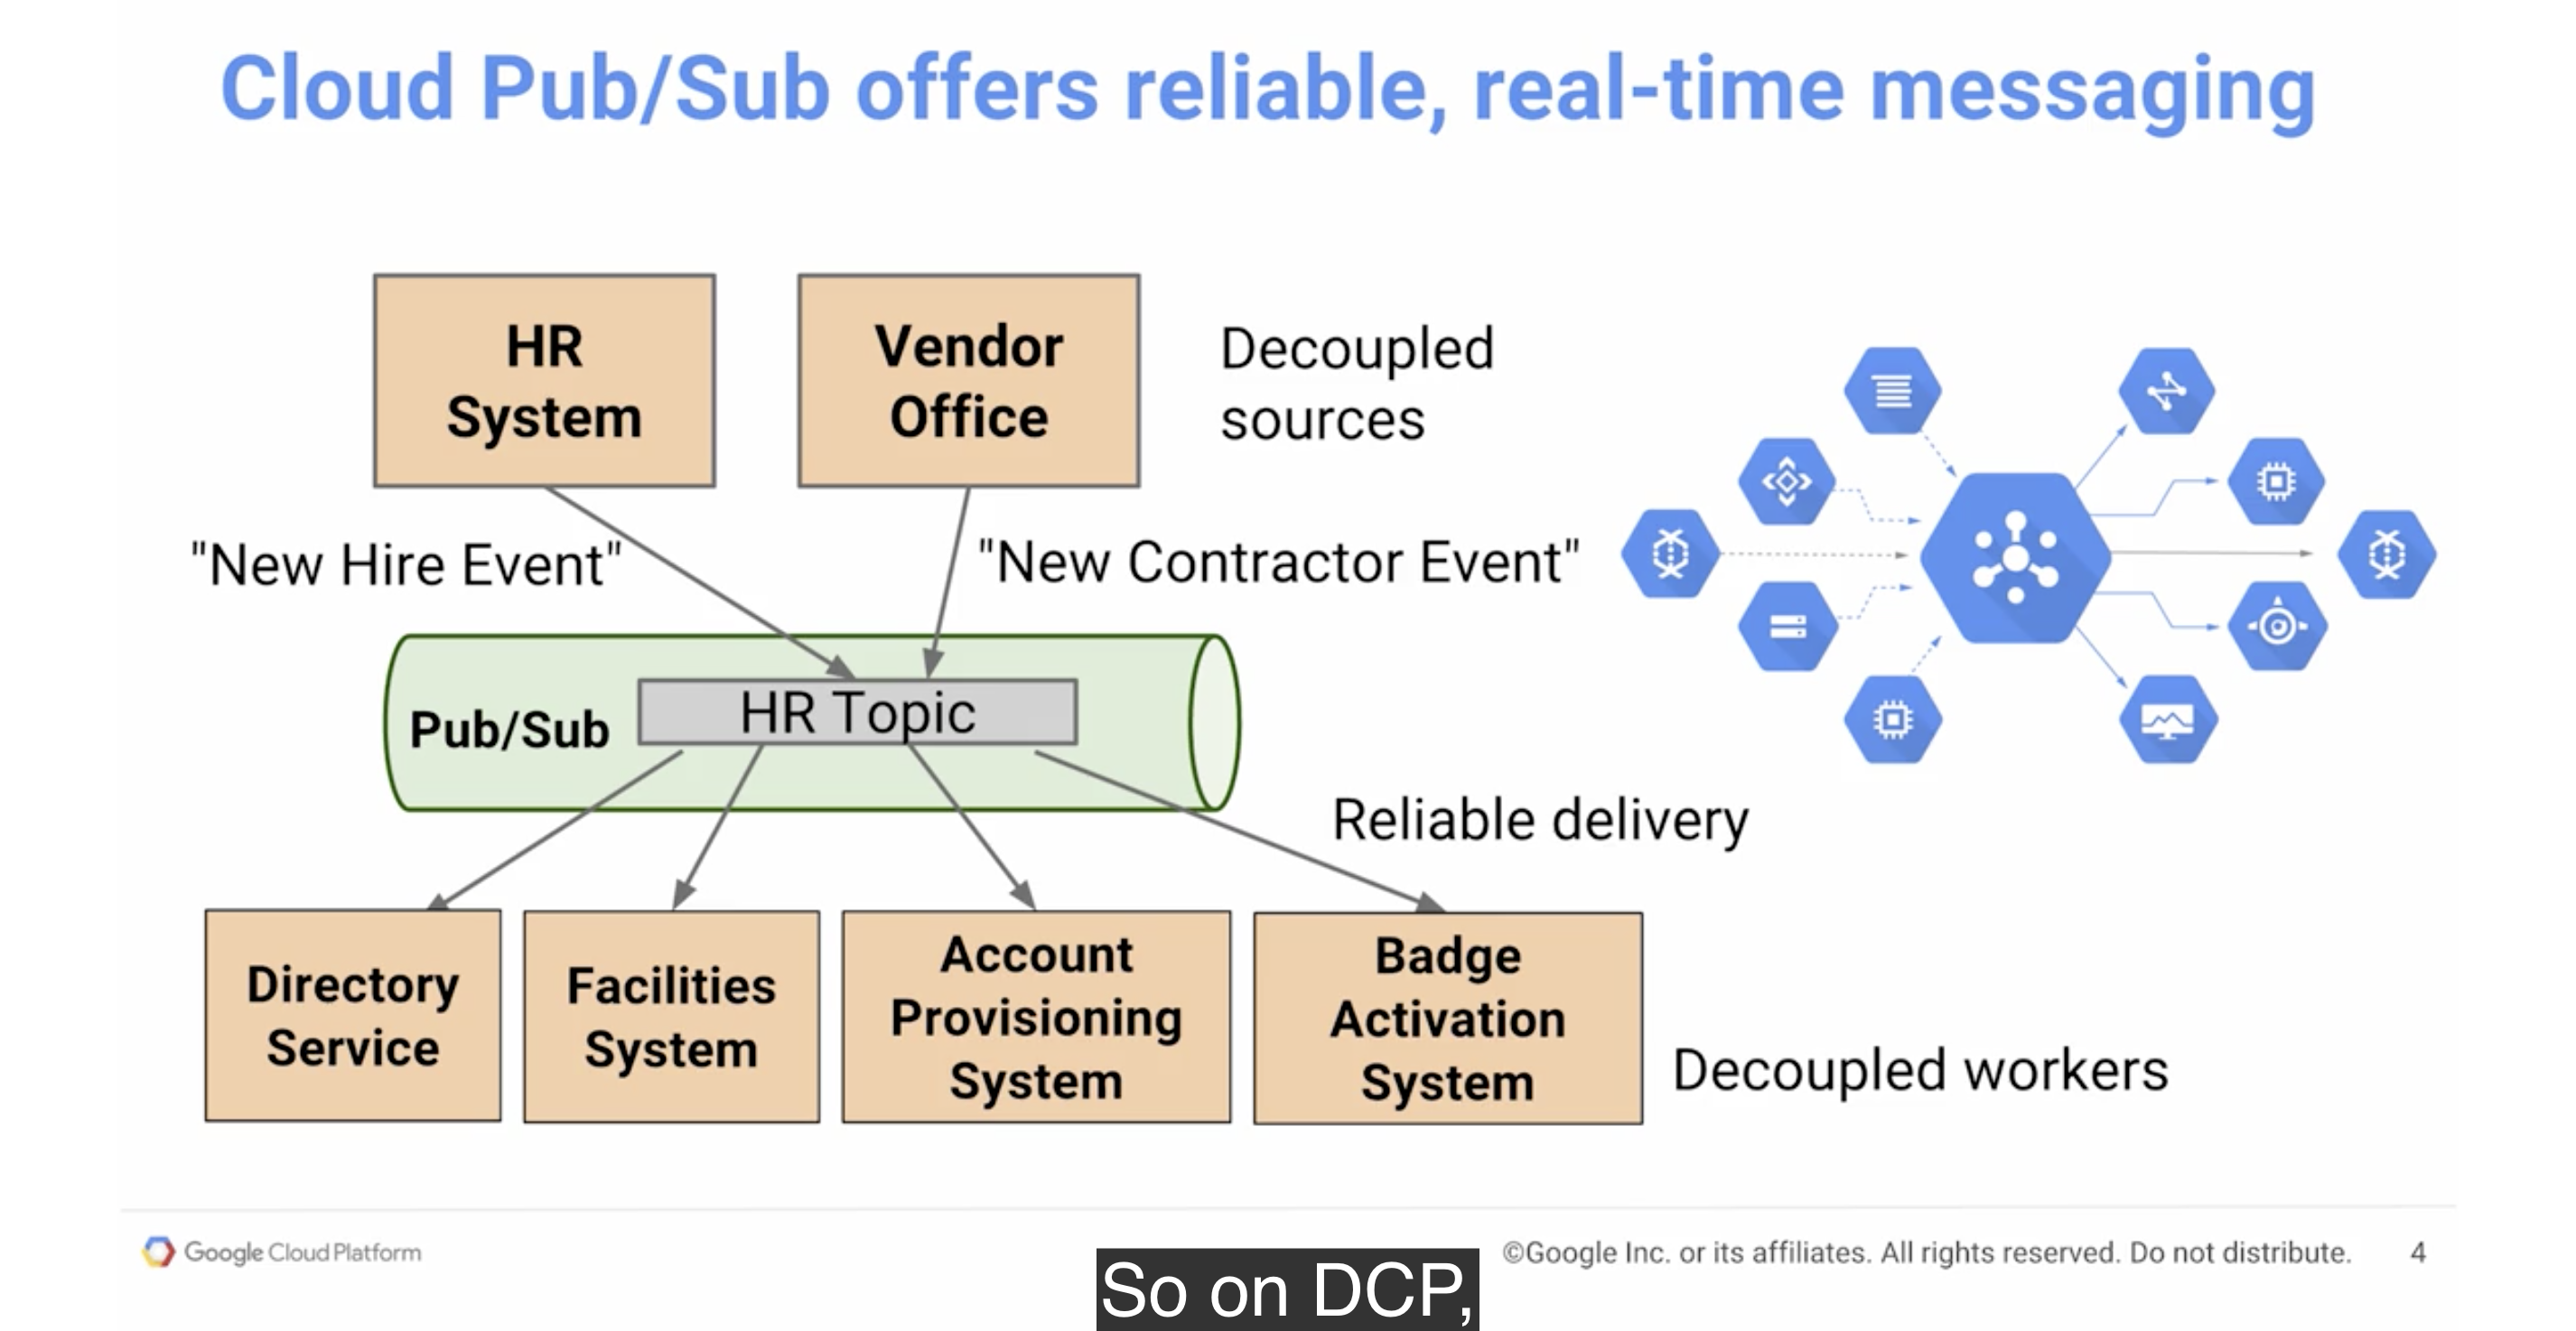 Cloud Pub/Sub offers reliable, real-time messaging
HR
System
Vendor
Office
Decoupled
sources
"New Hire Event"
"New Contractor Event"
Pub/Sub
HR Topic
Reliable delivery
Directory
Service
Facilities
System
Account
Provisioning
System
Badge
Activation
System
Decoupled workers
Google Cloud Platform
©Google Inc. or its affiliates. All rights reserved. Do not distribute.
4
So on DCP,